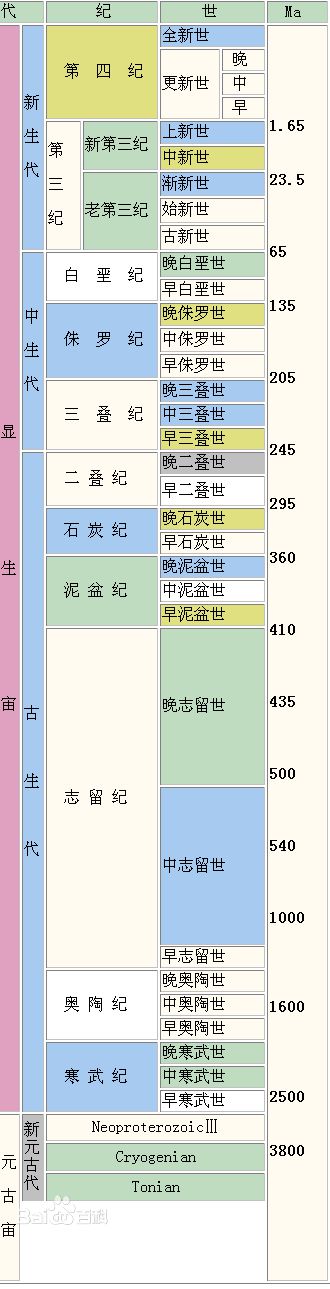 代 纪 世 Ma
显生宙
新生代
第四纪
全新世
更新世
晚
中
早
1.65
第三纪
新第三纪
上新世
中新世
23.5
老第三纪
渐新世
始新世
古新世
65
中生代
白垩纪
晚白垩世
早白垩世
135
侏罗纪
晚侏罗世
中侏罗世
早侏罗世
205
三叠纪
晚三叠世
中三叠世
早三叠世
245
古生代
二叠纪
晚二叠世
早二叠世
295
石炭纪
晚石炭世
早石炭世
360
泥盆纪
晚泥盆世
中泥盆世
早泥盆世
410
志留纪
晚志留世
435
500
中志留世
540
1000
早志留世
奥陶纪
晚奥陶世
中奥陶世
早奥陶世
1600
寒武纪
晚寒武世
中寒武世
早寒武世
2500
元古宙
新元古代
NeoproterozoicⅢ
Cryogenian
3800
Tonian
Baidu百科